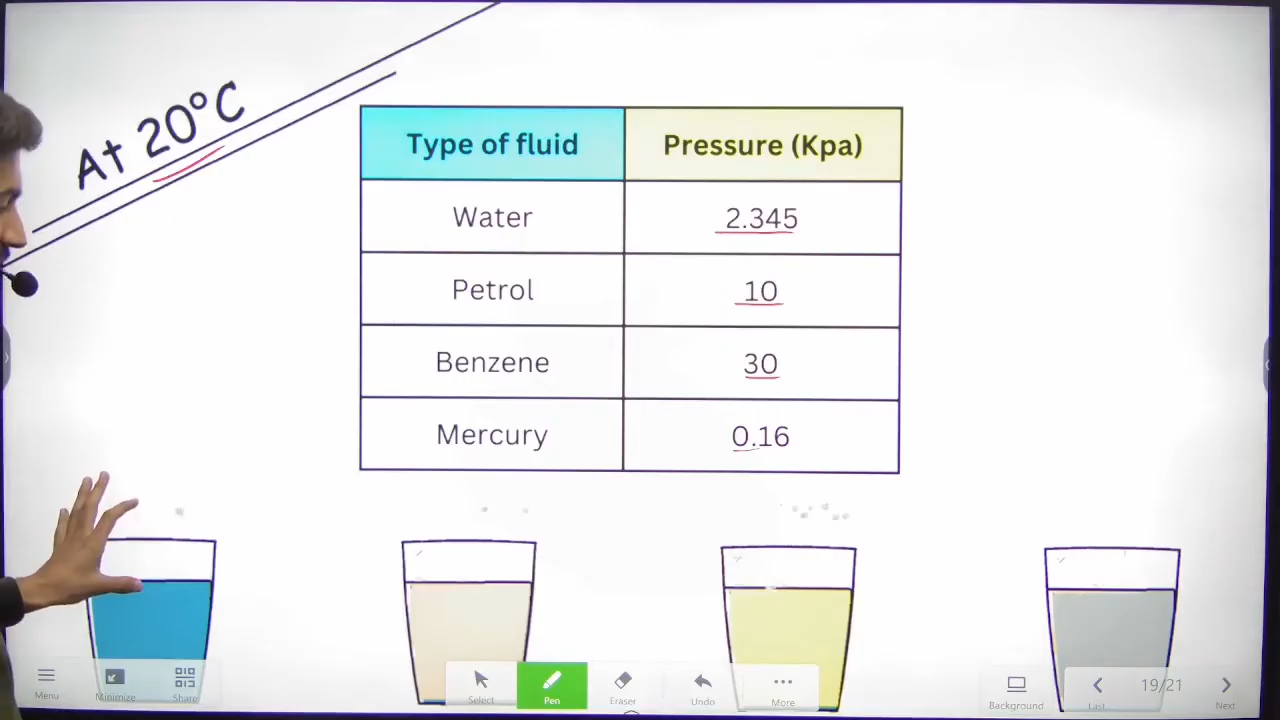 At 20°C
Type of fluid Pressure (Kpa)
Water 2.345
Petrol 10
Benzene 30
Mercury 0.16
Menu
Minimize
Share
Select
Pen
Eraser
Undo
More
Background
Last
19/21
Next